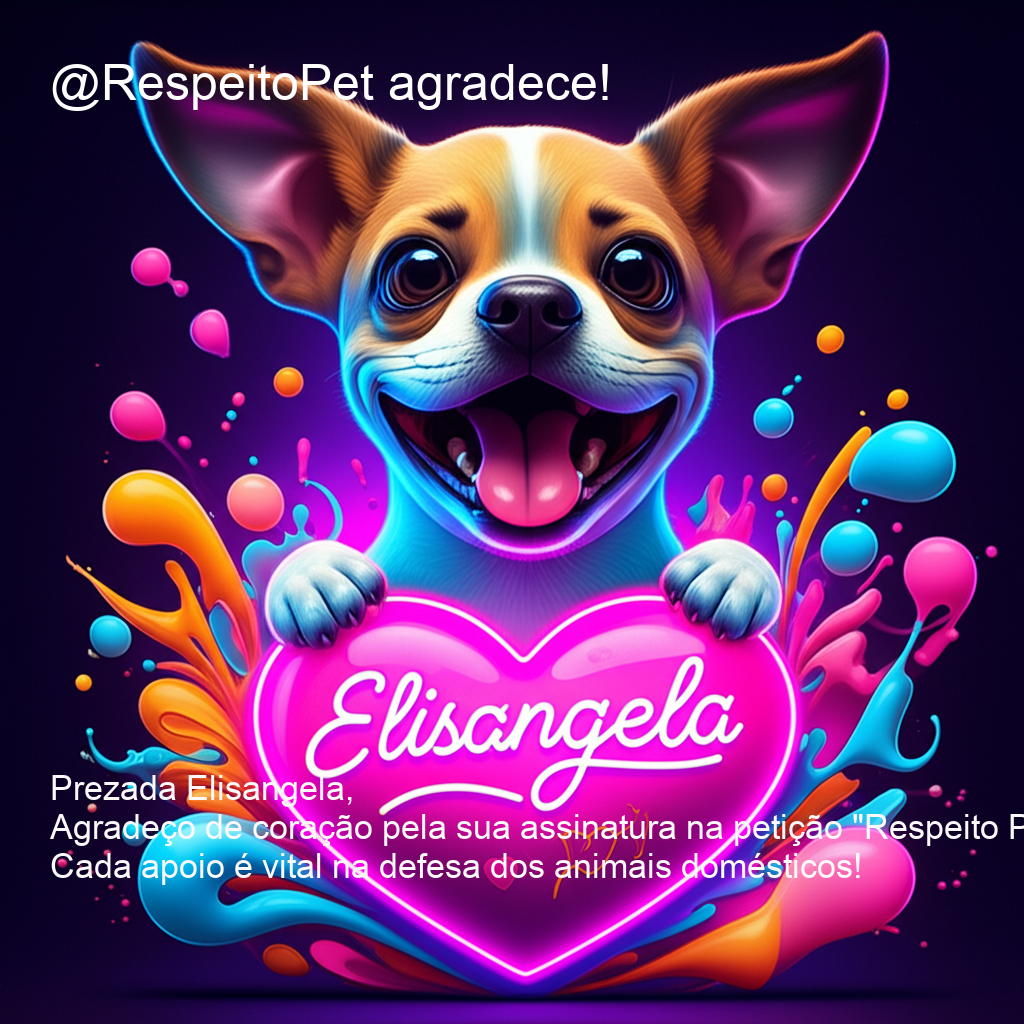 @RespeitoPet agradece!
Elisangela
Prezada Elisangela,
Agradeço de coração pela sua assinatura na petição "Respeito P
Cada apoio é vital na defesa dos animais domésticos!